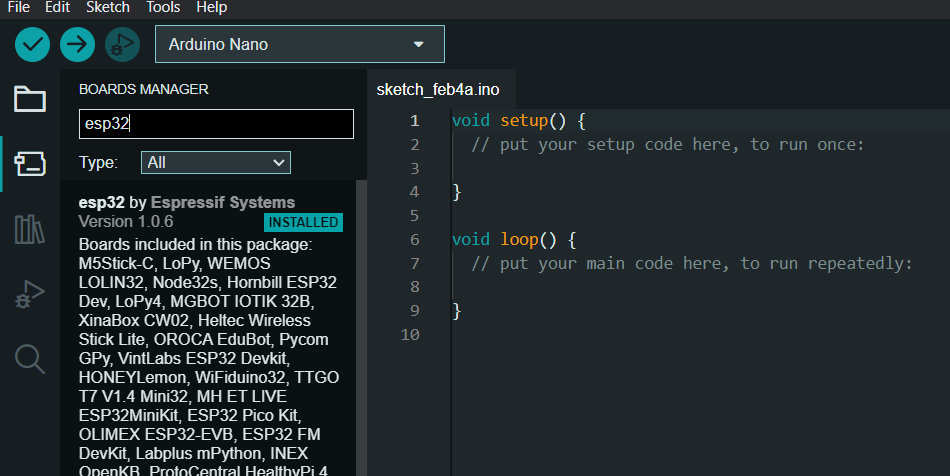 File Edit Sketch Tools Help
Arduino Nano
BOARDS MANAGER
esp32
Type: All
esp32 by Espressif Systems
Version 1.0.6 INSTALLED
Boards included in this package:
M5Stick-C, LoPy, WEMOS
LOLIN32, Node32s, Hornbill ESP32
Dev, LoPy4, MGBOT IOTIK 32B,
XinaBox CW02, Heltec Wireless
Stick Lite, OROCA EduBot, Pycom
GPy, VintLabs ESP32 Devkit,
HONEYLemon, WiFiduino32, TTGO
T7 V1.4 Mini32, MH ET LIVE
ESP32MiniKit, ESP32 Pico Kit,
OLIMEX ESP32-EVB, ESP32 FM
DevKit, Labplus mPython, INEX
OpenKB, ProtoCentral HealthyPi 4
sketch_feb4a.ino
1 void setup() {
2 // put your setup code here, to run once:
3
4 }
5
6 void loop() {
7 // put your main code here, to run repeatedly:
8
9 }
10